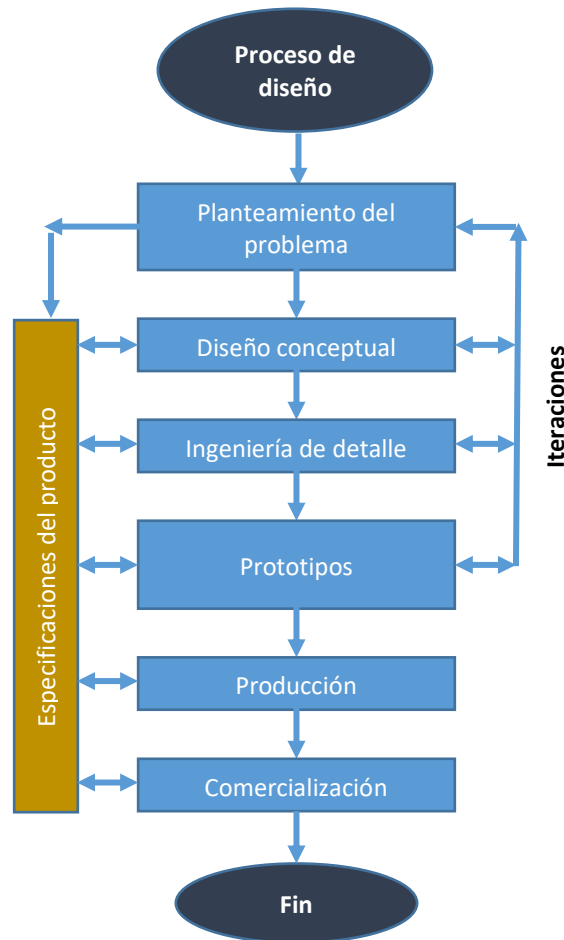 Proceso de
diseño
Planteamiento del
problema
Diseño conceptual
Ingeniería de detalle
Prototipos
Producción
Comercialización
Fin
Especificaciones del producto
Iteraciones